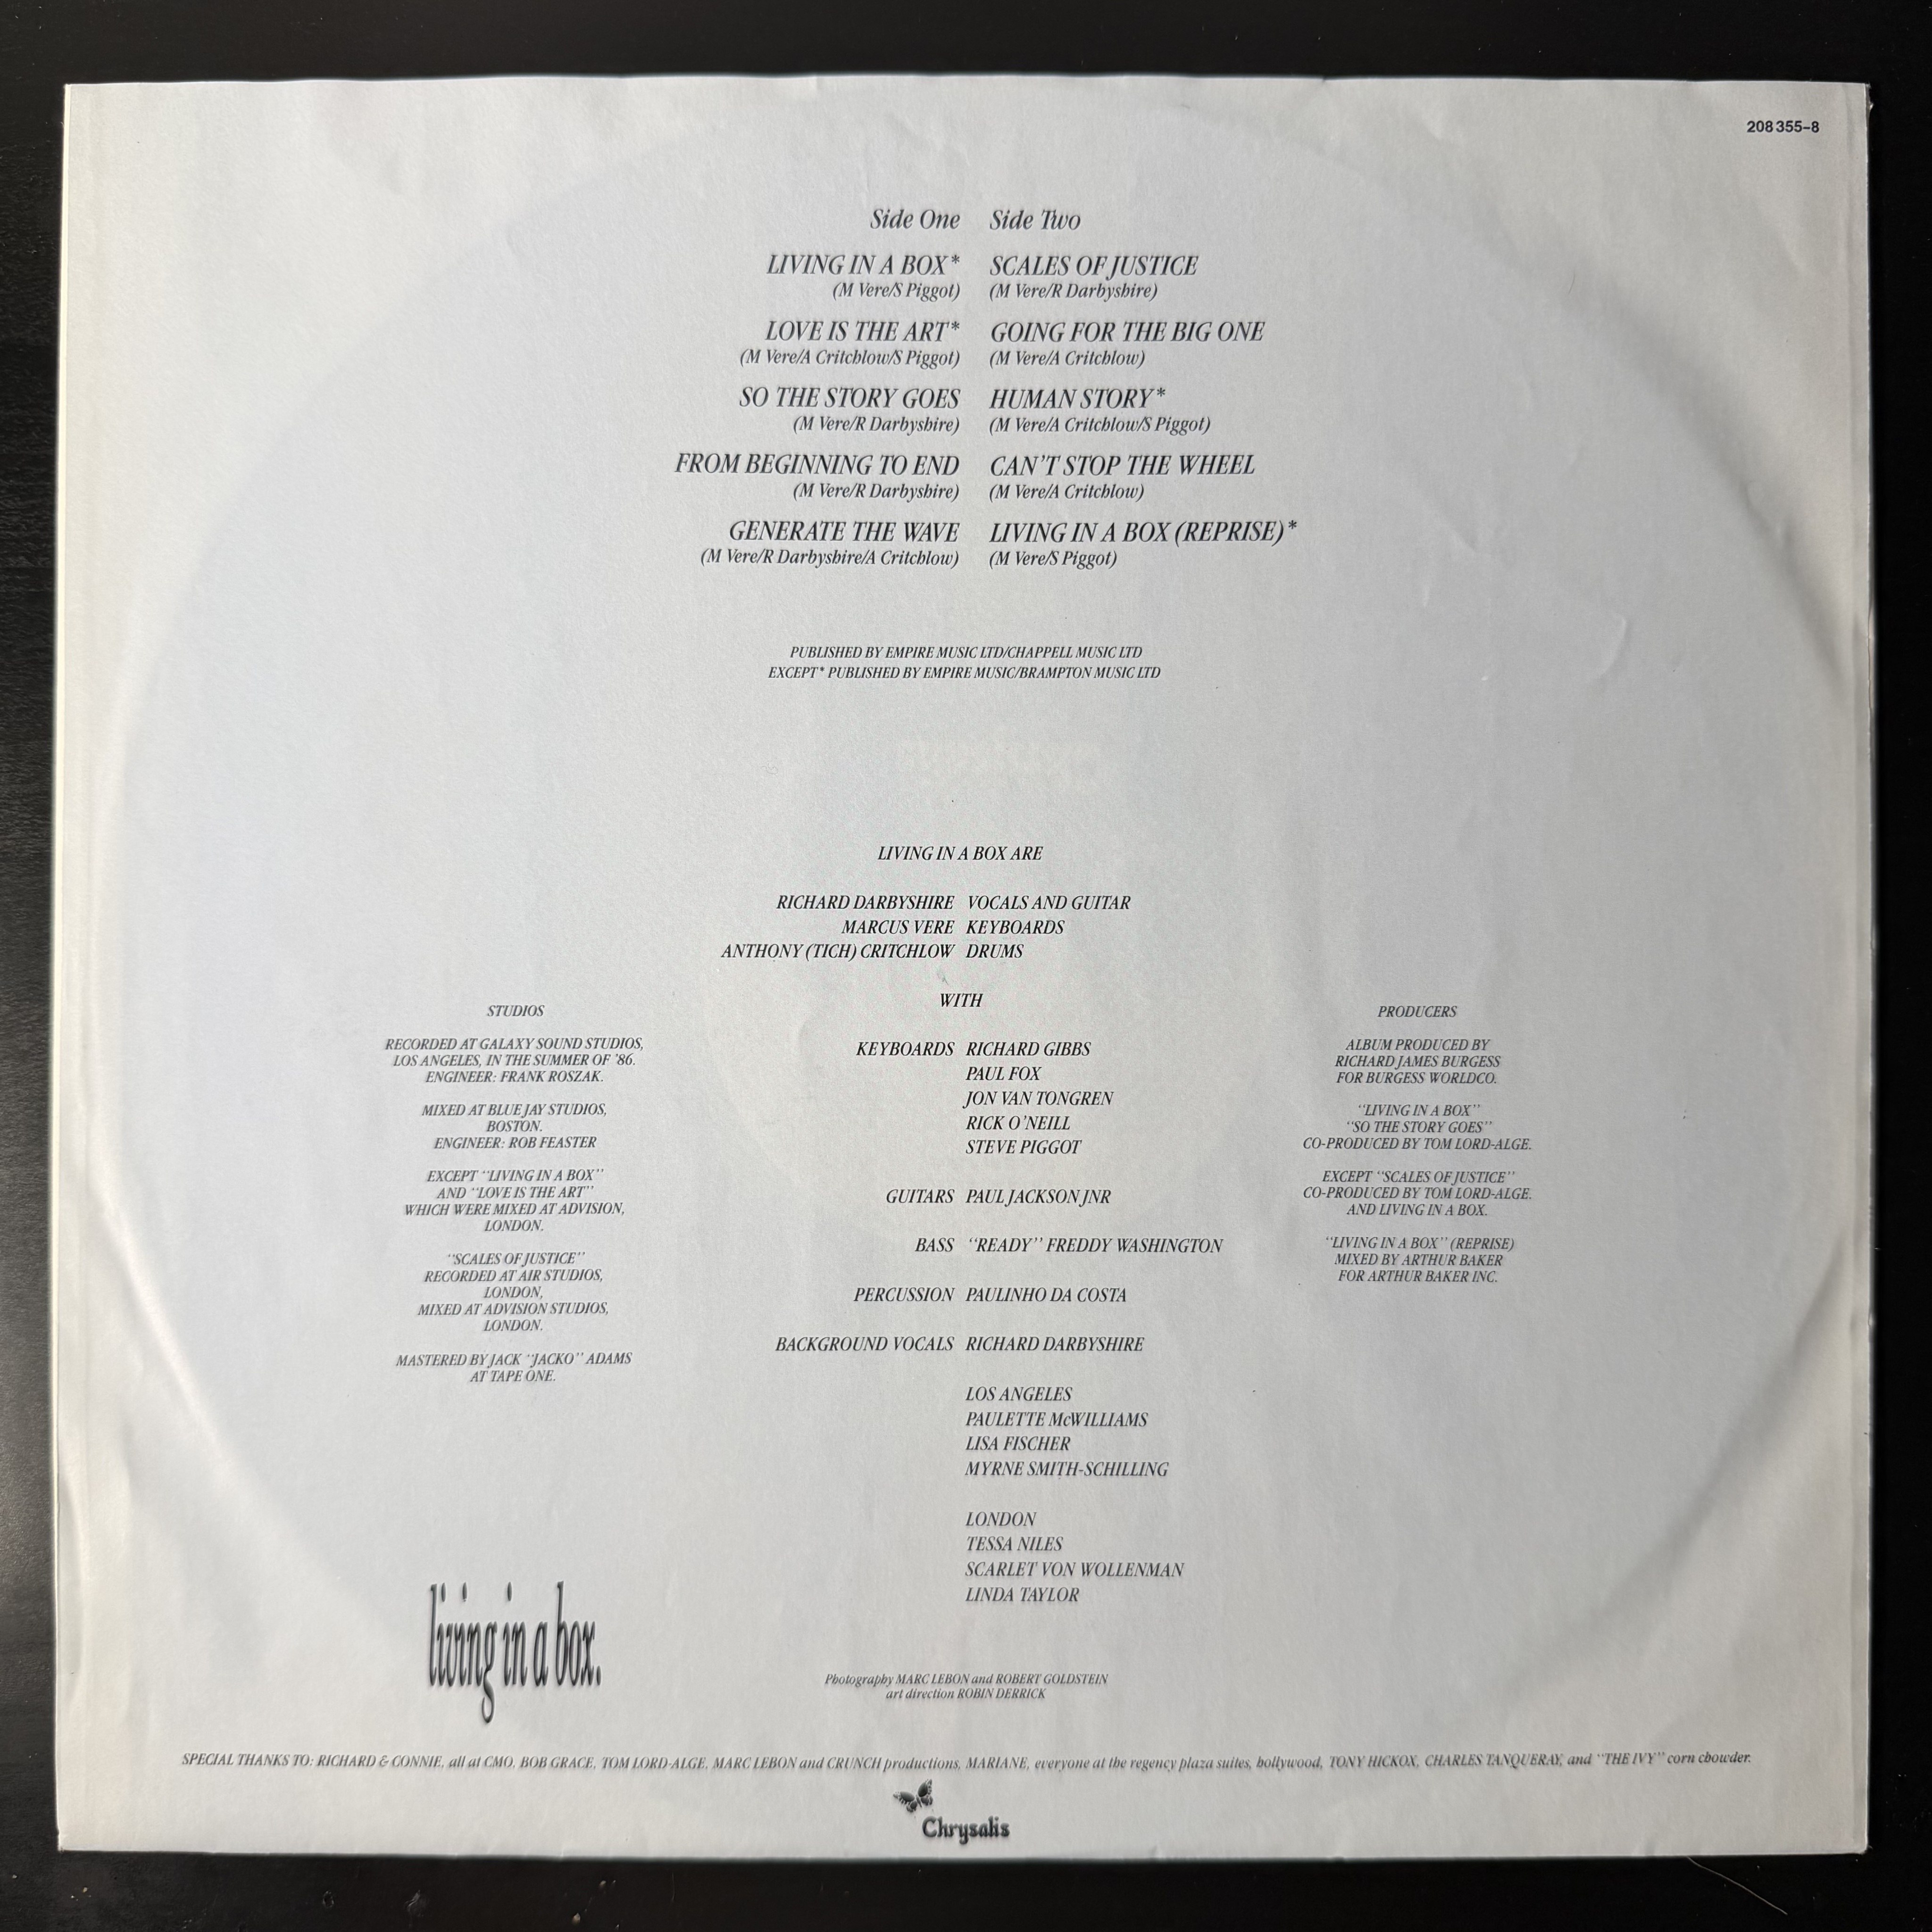 208 355-8
Side One Side Two
LIVING IN A BOX* SCALES OF JUSTICE
(M Vere/S Piggot) (M Vere/R Darbyshire)
LOVE IS THE ART* GOING FOR THE BIG ONE
(M Vere/A Critchlow/S Piggot) (M Vere/A Critchlow)
SO THE STORY GOES HUMAN STORY*
(M Vere/R Darbyshire) (M Vere/A Critchlow/S Piggot)
FROM BEGINNING TO END CAN'T STOP THE WHEEL
(M Vere/R Darbyshire) (M Vere/A Critchlow)
GENERATE THE WAVE LIVING IN A BOX (REPRISE)*
(M Vere/R Darbyshire/A Critchlow) (M Vere/S Piggot)
PUBLISHED BY EMPIRE MUSIC LTD/CHAPPELL MUSIC LTD
EXCEPT* PUBLISHED BY EMPIRE MUSIC/BRAMPTON MUSIC LTD
LIVING IN A BOX ARE
RICHARD DARBYSHIRE VOCALS AND GUITAR
MARCUS VERE KEYBOARDS
ANTHONY (TICH) CRITCHLOW DRUMS
WITH
KEYBOARDS RICHARD GIBBS
PAUL FOX
JON VAN TONGREN
RICK O'NEILL
STEVE PIGGOT
GUITARS PAUL JACKSON JNR
BASS "READY" FREDDY WASHINGTON
PERCUSSION PAULINHO DA COSTA
BACKGROUND VOCALS RICHARD DARBYSHIRE
LOS ANGELES
PAULETTE McWILLIAMS
LISA FISCHER
MYRNE SMITH-SCHILLING
LONDON
TESSA NILES
SCARLET VON WOLLENMAN
LINDA TAYLOR
STUDIOS
RECORDED AT GALAXY SOUND STUDIOS,
LOS ANGELES, IN THE SUMMER OF '86.
ENGINEER: FRANK ROSZAK.
MIXED AT BLUE JAY STUDIOS,
BOSTON.
ENGINEER: ROB FEASTER
EXCEPT "LIVING IN A BOX"
AND "LOVE IS THE ART"
WHICH WERE MIXED AT ADVISION,
LONDON.
"SCALES OF JUSTICE"
RECORDED AT AIR STUDIOS,
LONDON,
MIXED AT ADVISION STUDIOS,
LONDON.
MASTERED BY JACK "JACKO" ADAMS
AT TAPE ONE.
PRODUCERS
ALBUM PRODUCED BY
RICHARD JAMES BURGESS
FOR BURGESS WORLDCO.
"LIVING IN A BOX"
"SO THE STORY GOES"
CO-PRODUCED BY TOM LORD-ALGE.
EXCEPT "SCALES OF JUSTICE"
CO-PRODUCED BY TOM LORD-ALGE.
AND LIVING IN A BOX.
"LIVING IN A BOX" (REPRISE)
MIXED BY ARTHUR BAKER
FOR ARTHUR BAKER INC.
living in a box.
Photography MARC LEBON and ROBERT GOLDSTEIN
art direction ROBIN DERRICK
SPECIAL THANKS TO: RICHARD & CONNIE, all at CMO, BOB GRACE, TOM LORD-ALGE, MARC LEBON and CRUNCH productions, MARIANE, everyone at the regency plaza suites, hollywood, TONY HICKOX, CHARLES TANQUERAY, and "THE IVY" corn chowder.
Chrysalis